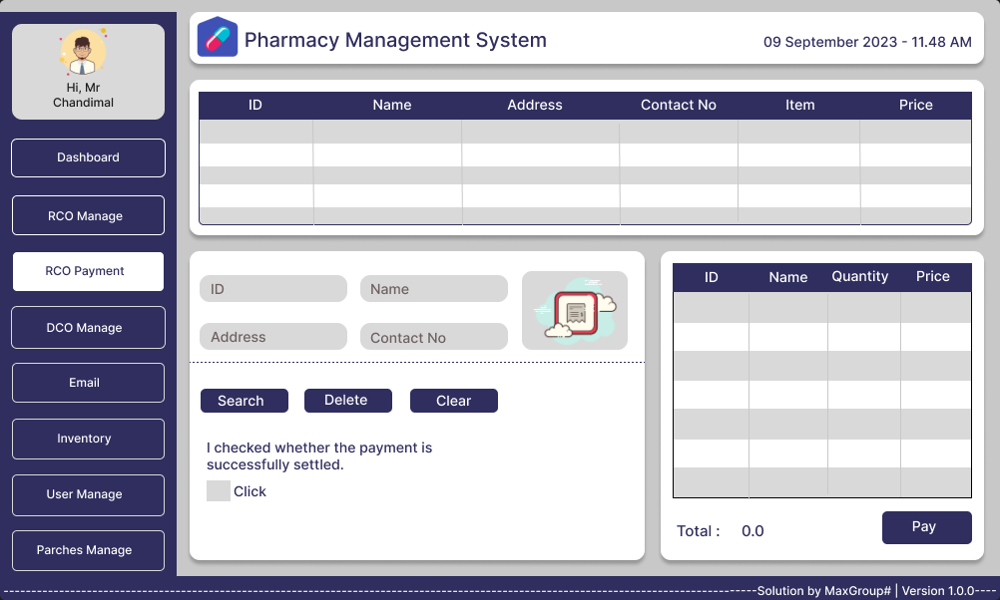 Hi, Mr
Chandimal
Dashboard
RCO Manage
RCO Payment
DCO Manage
Email
Inventory
User Manage
Parches Manage
Pharmacy Management System
09 September 2023 - 11.48 AM
ID Name Address Contact No Item Price
ID Name
Address Contact No
Search Delete Clear
I checked whether the payment is
successfully settled.
Click
ID Name Quantity Price
Total : 0.0 Pay
Solution by MaxGroup# | Version 1.0.0